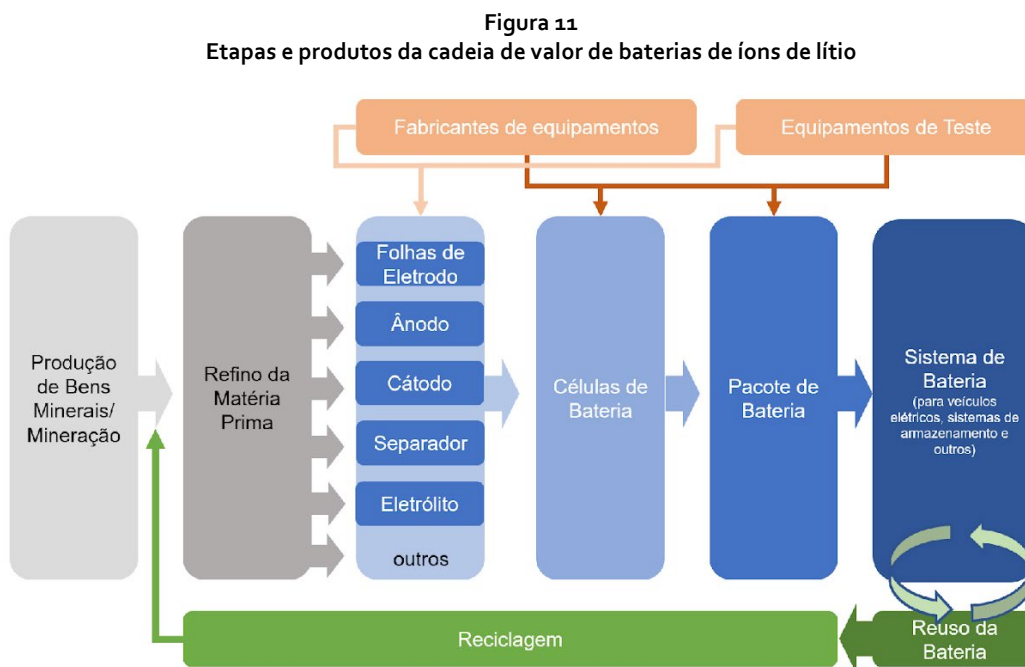 Figura 11
Etapas e produtos da cadeia de valor de baterias de íons de lítio
Fabricantes de equipamentos
Equipamentos de Teste
Produção
de Bens
Minerais/
Mineração
Refino da
Matéria
Prima
Folhas de
Eletrodo
Ânodo
Cátodo
Separador
Eletrólito
outros
Células de
Bateria
Pacote de
Bateria
Sistema de
Bateria
(para veículos
elétricos, sistemas de
armazenamento e
outros)
Reciclagem
Reuso da
Bateria